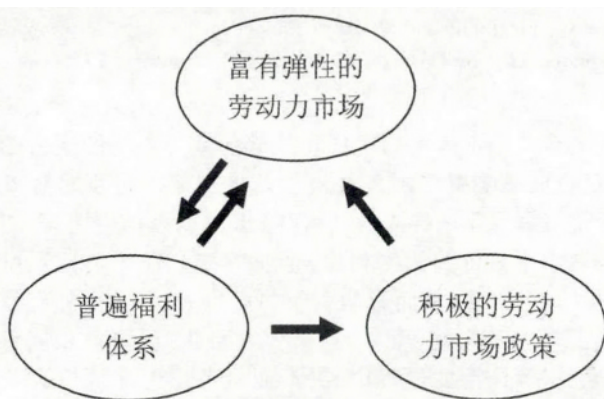 富有弹性的
劳动力市场
普遍福利
体系
积极的劳动
力市场政策